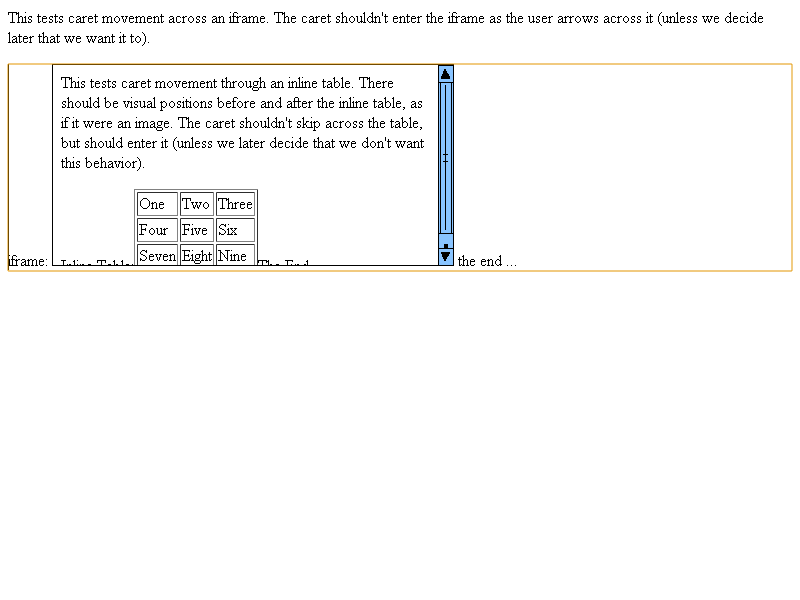 This tests caret movement across an iframe. The caret shouldn't enter the iframe as the user arrows across it (unless we decide
later that we want it to).
This tests caret movement through an inline table. There
should be visual positions before and after the inline table, as
if it were an image. The caret shouldn't skip across the table,
but should enter it (unless we later decide that we don't want
this behavior).
One Two Three
Four Five Six
Seven Eight Nine
iframe: Inline Table: The End the end ...